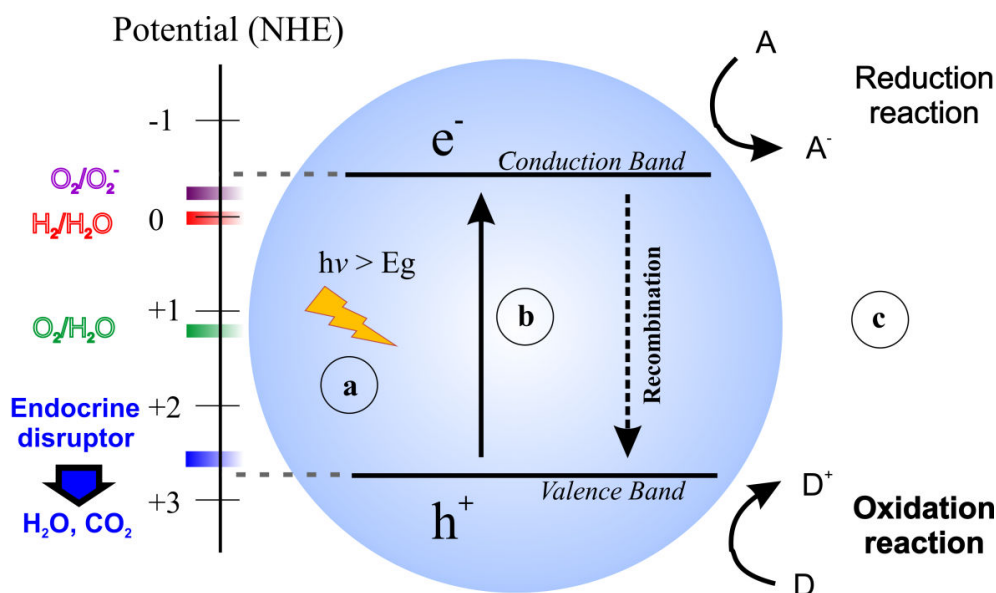 Potential (NHE)
-1
0
+1
+2
+3
O₂/O₂⁻
H₂/H₂O
O₂/H₂O
Endocrine
disruptor
H₂O, CO₂
e⁻
Conduction Band
hν > Eg
a
b
Recombination
Valence Band
h⁺
A
Reduction
reaction
A⁻
c
D⁺
Oxidation
reaction
D